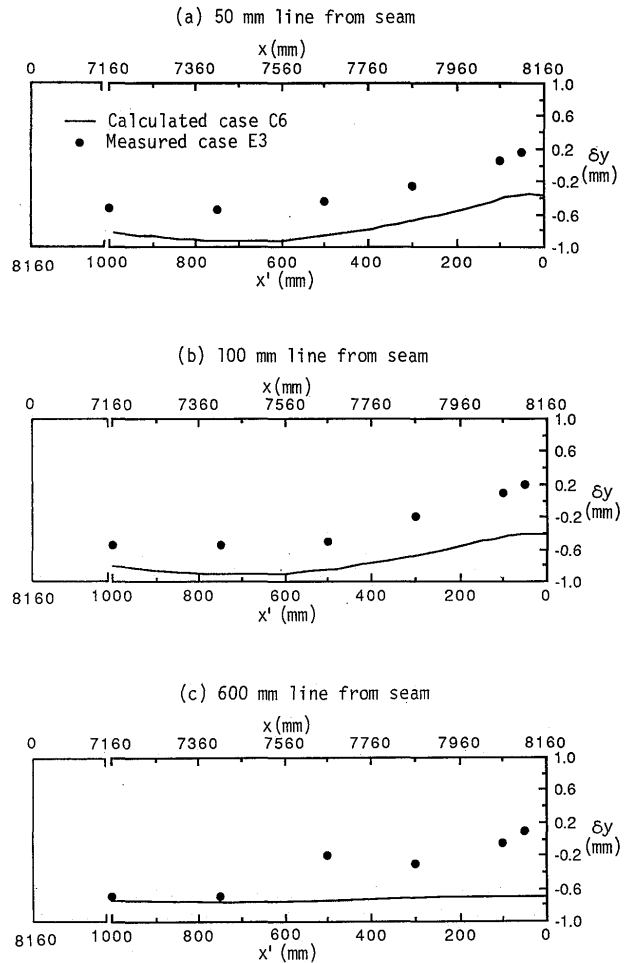 (a) 50 mm line from seam
x (mm)
0 7160 7360 7560 7760 7960 8160
1.0
— Calculated case C6
0.6
● Measured case E3
0.2
δy
-0.2
(mm)
-0.6
-1.0
8160 1000 800 600 400 200 0
x' (mm)
(b) 100 mm line from seam
x (mm)
0 7160 7360 7560 7760 7960 8160
1.0
0.6
0.2
δy
-0.2
(mm)
-0.6
-1.0
8160 1000 800 600 400 200 0
x' (mm)
(c) 600 mm line from seam
x (mm)
0 7160 7360 7560 7760 7960 8160
1.0
0.6
0.2
δy
-0.2
(mm)
-0.6
-1.0
8160 1000 800 600 400 200 0
x' (mm)